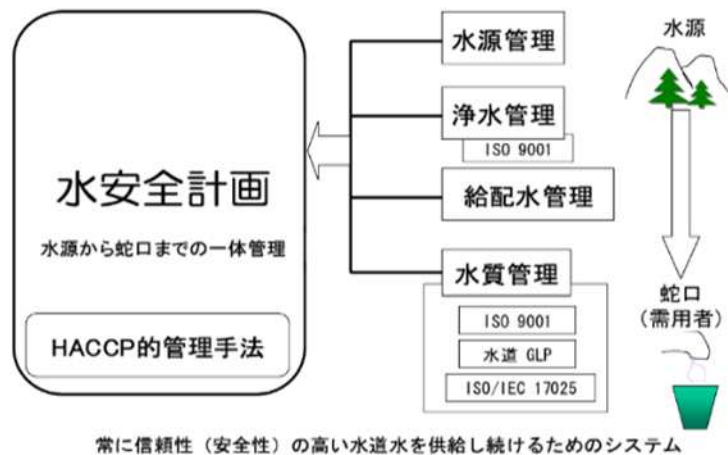 水安全計画
水源から蛇口までの一体管理
HACCP的管理手法
水源管理
浄水管理
ISO 9001
給配水管理
水質管理
ISO 9001
水道 GLP
ISO/IEC 17025
水源
蛇口
（需用者）
常に信頼性（安全性）の高い水道水を供給し続けるためのシステム